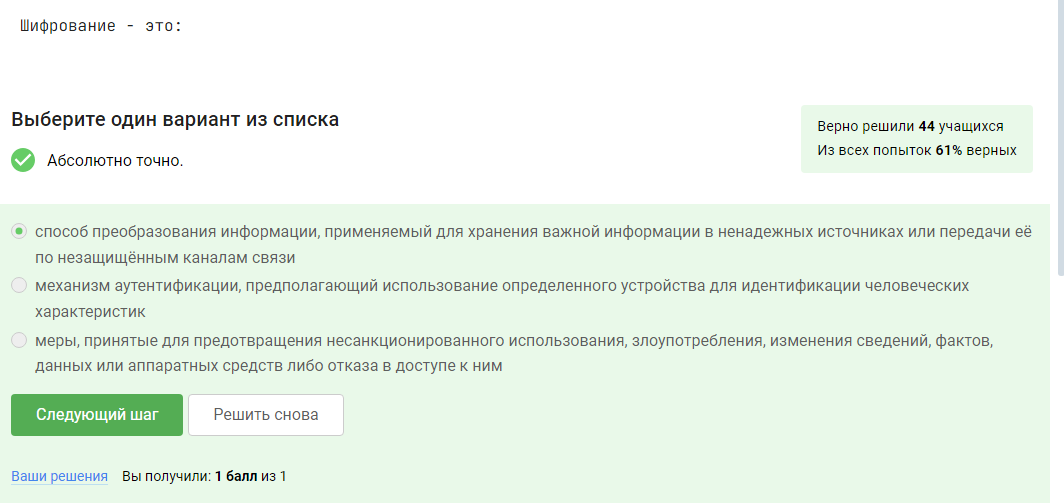 Шифрование - это:
Выберите один вариант из списка
Верно решили 44 учащихся
Из всех попыток 61% верных
Абсолютно точно.
способ преобразования информации, применяемый для хранения важной информации в ненадежных источниках или передачи её
по незащищённым каналам связи
механизм аутентификации, предполагающий использование определенного устройства для идентификации человеческих
характеристик
меры, принятые для предотвращения несанкционированного использования, злоупотребления, изменения сведений, фактов,
данных или аппаратных средств либо отказа в доступе к ним
Следующий шаг
Решить снова
Ваши решения Вы получили: 1 балл из 1